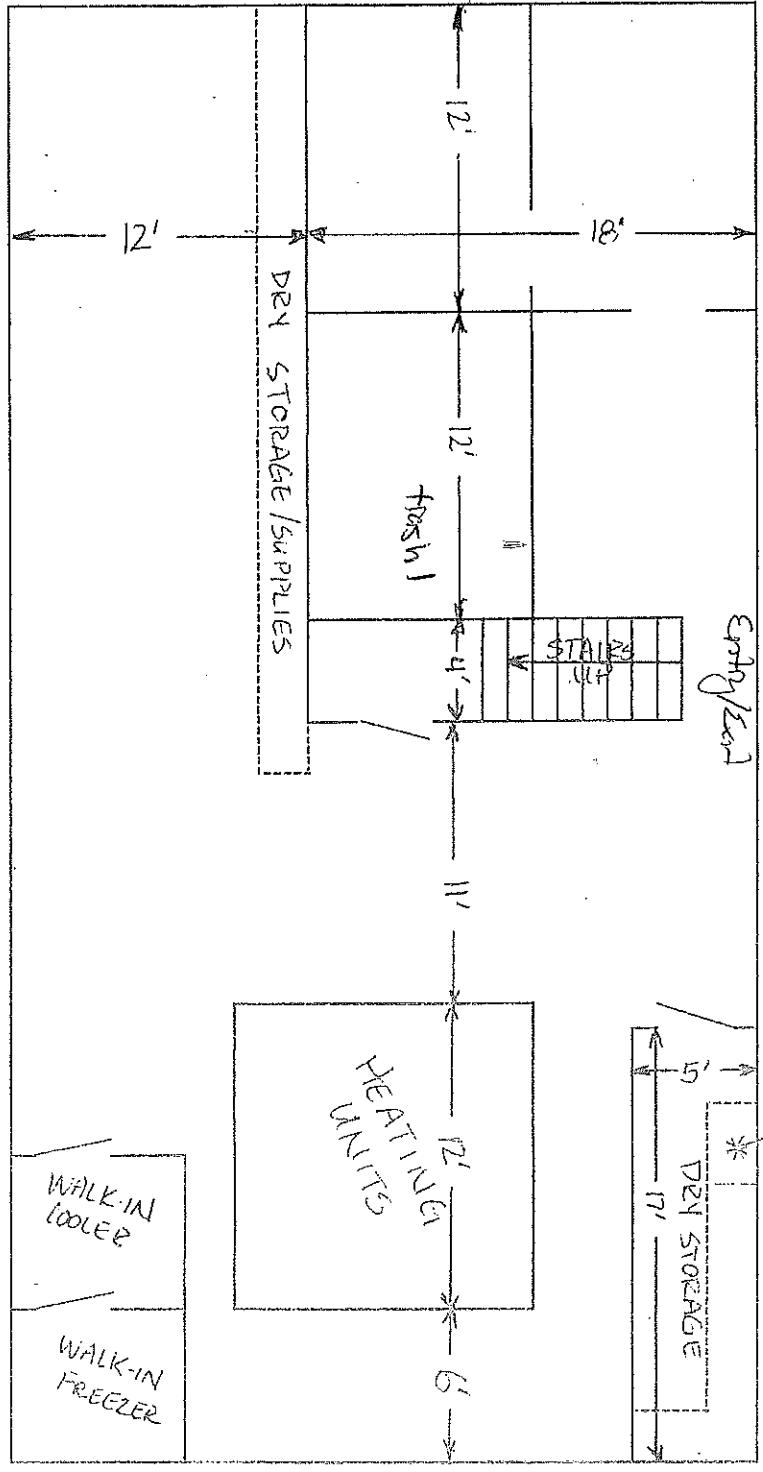 12'
12'
18'
DRY STORAGE/SUPPLIES
12'
trash
STAIRS
UP
Entry/Exit
4'
11'
HEATING
UNITS
12'
5'
*
DRY STORAGE
17'
WALK-IN
COOLER
WALK-IN
FREEZER
6'